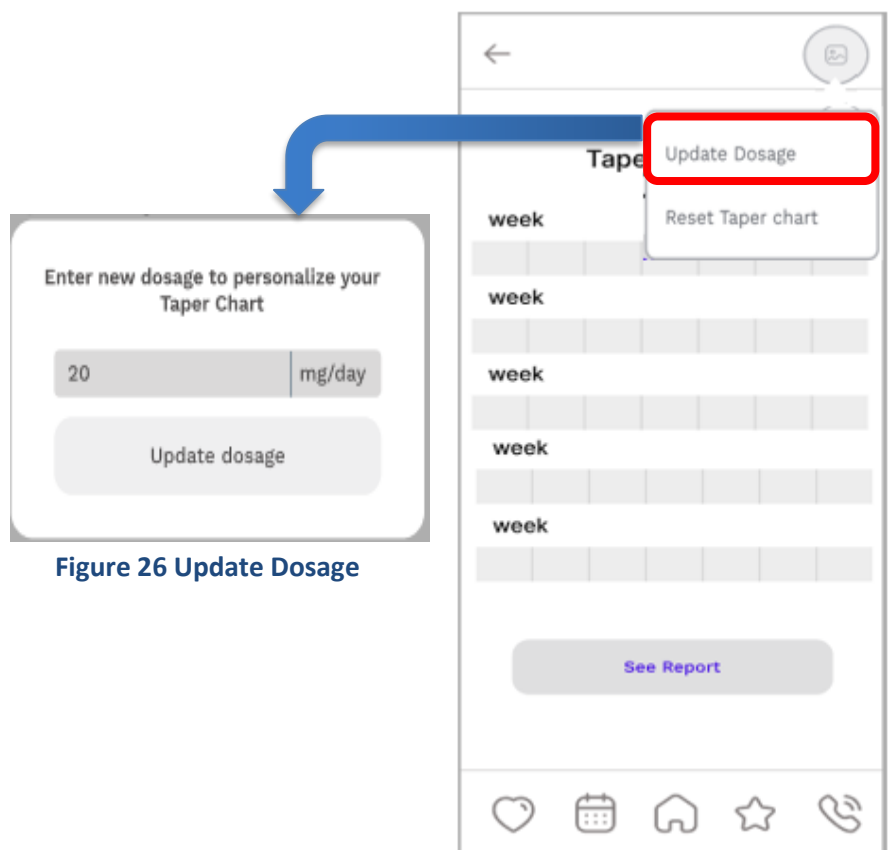 Update Dosage
Tape
Reset Taper chart
week
week
week
week
week
See Report
Enter new dosage to personalize your
Taper Chart
20 mg/day
Update dosage
Figure 26 Update Dosage